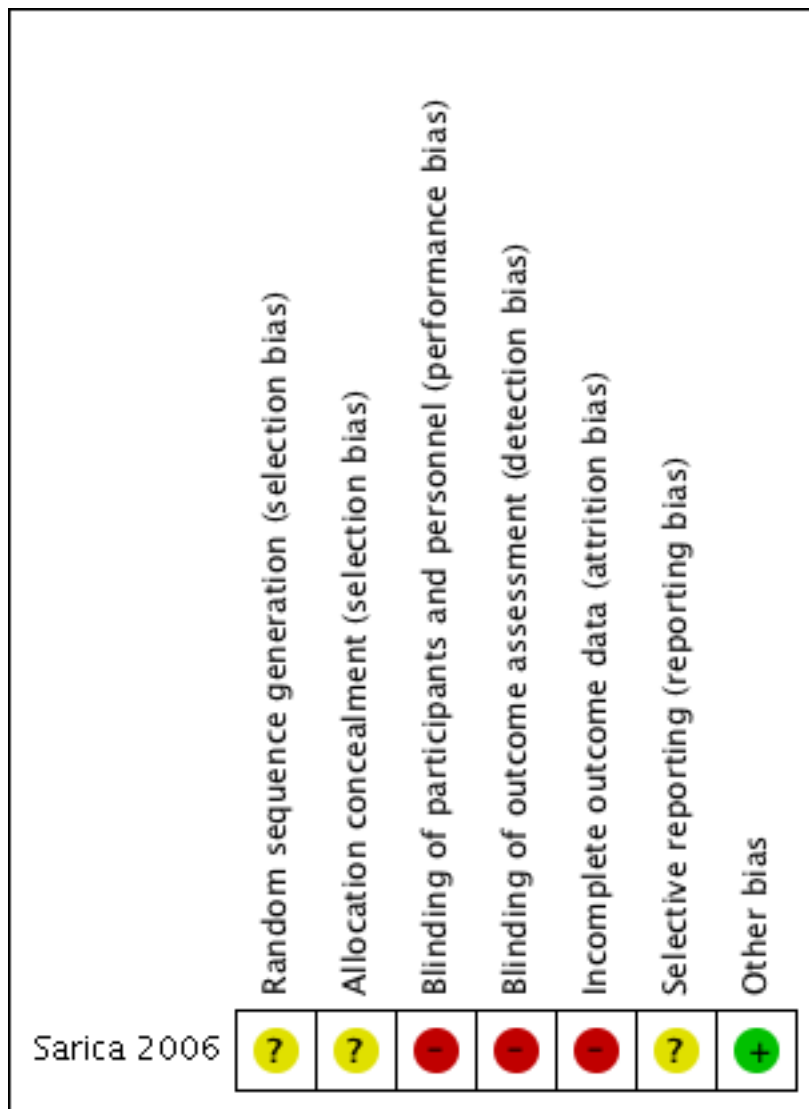 Random sequence generation (selection bias)
Allocation concealment (selection bias)
Blinding of participants and personnel (performance bias)
Blinding of outcome assessment (detection bias)
Incomplete outcome data (attrition bias)
Selective reporting (reporting bias)
Other bias
Sarica 2006 ? ? - - - ? +